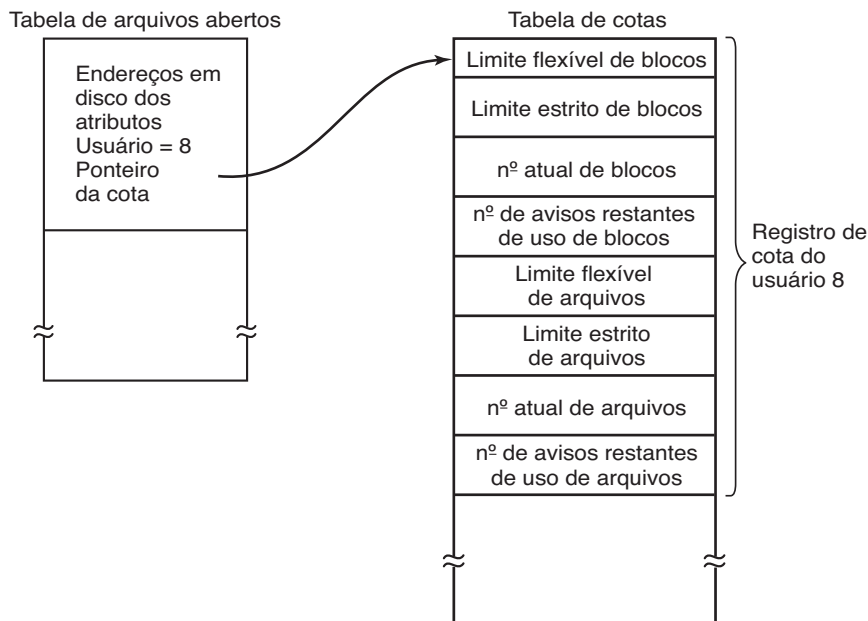 Tabela de arquivos abertos
Endereços em
disco dos
atributos
Usuário = 8
Ponteiro
da cota
Tabela de cotas
Limite flexível de blocos
Limite estrito de blocos
nº atual de blocos
nº de avisos restantes
de uso de blocos
Limite flexível
de arquivos
Limite estrito
de arquivos
nº atual de arquivos
nº de avisos restantes
de uso de arquivos
Registro de
cota do
usuário 8